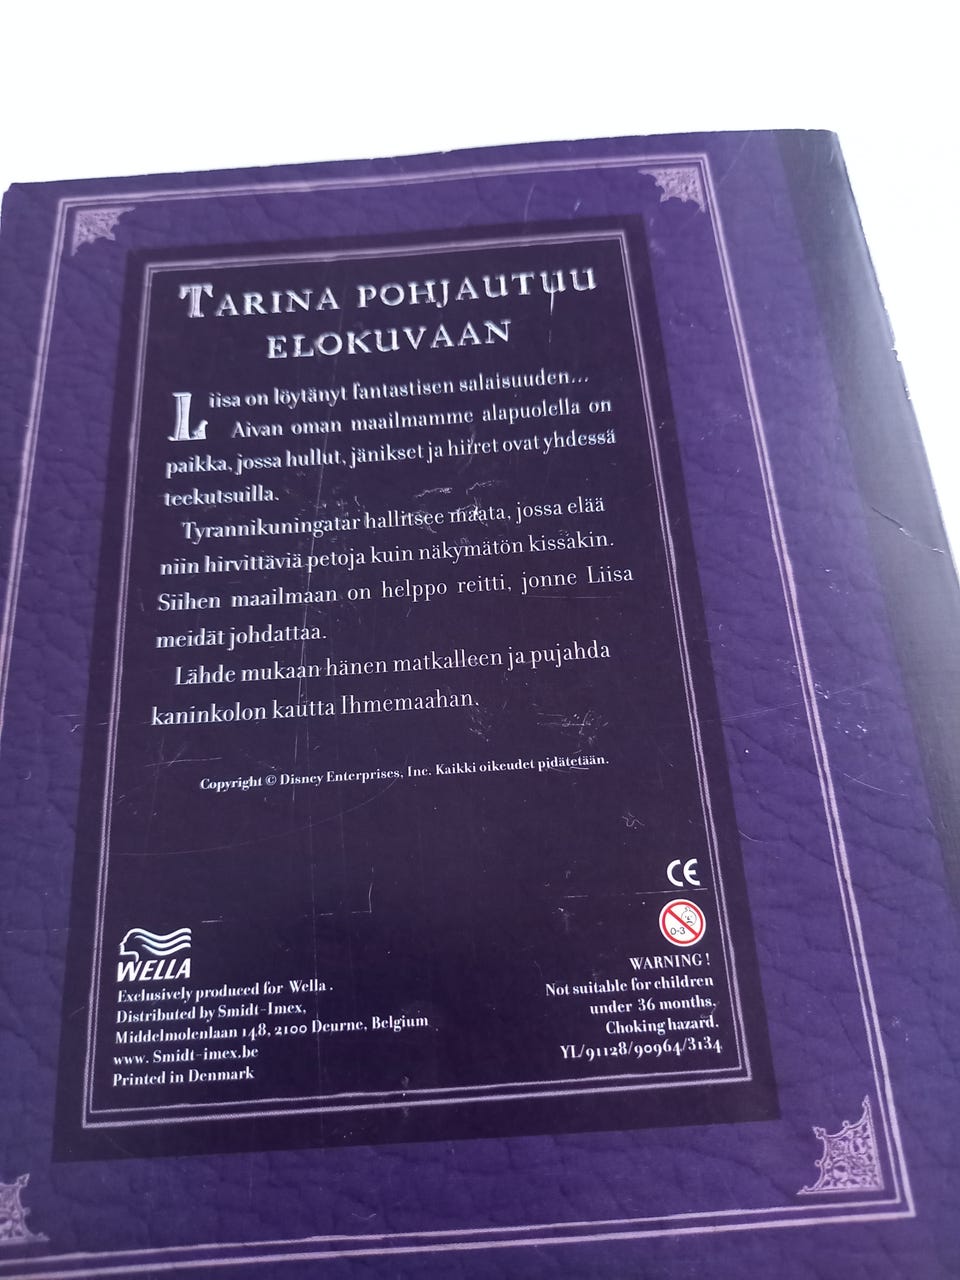 TARINA POHJAUTUU
ELOKUVAAN
Liisa on löytänyt fantastisen salaisuuden...
Aivan oman maailmamme alapuolella on
paikka, jossa hullut, jänikset ja hiiret ovat yhdessä
teekutsuilla.
Tyrannikuningatar hallitsee maata, jossa elää
niin hirvittäviä petoja kuin näkymätön kissakin.
Siihen maailmaan on helppo reitti, jonne Liisa
meidät johdattaa.
Lähde mukaan hänen matkalleen ja pujahda
kaninkolon kautta Ihmemaahan.
Copyright © Disney Enterprises, Inc. Kaikki oikeudet pidätetään.
CE
0-3
WELLA
Exclusively produced for Wella .
Distributed by Smidt-Imex,
Middelmolenlaan 148, 2100 Deurne, Belgium
www. Smidt-imex.be
Printed in Denmark
WARNING !
Not suitable for children
under 36 months.
Choking hazard.
YL/91128/90964/3134